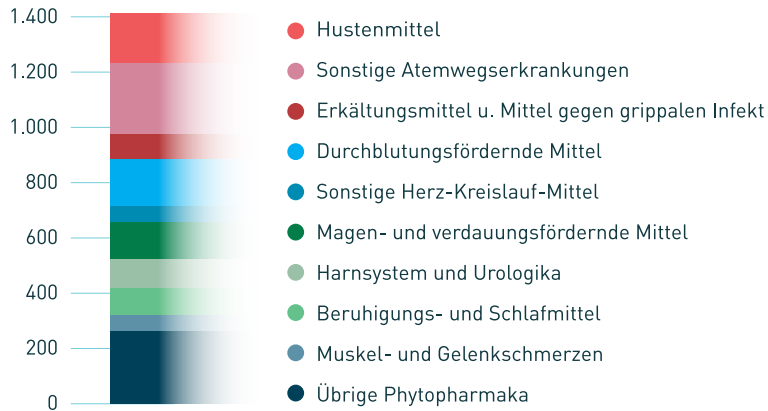 1.400
1.200
1.000
800
600
400
200
0
Hustenmittel
Sonstige Atemwegserkrankungen
Erkältungsmittel u. Mittel gegen grippalen Infekt
Durchblutungsfördernde Mittel
Sonstige Herz-Kreislauf-Mittel
Magen- und verdauungsfördernde Mittel
Harnsystem und Urologika
Beruhigungs- und Schlafmittel
Muskel- und Gelenkschmerzen
Übrige Phytopharmaka